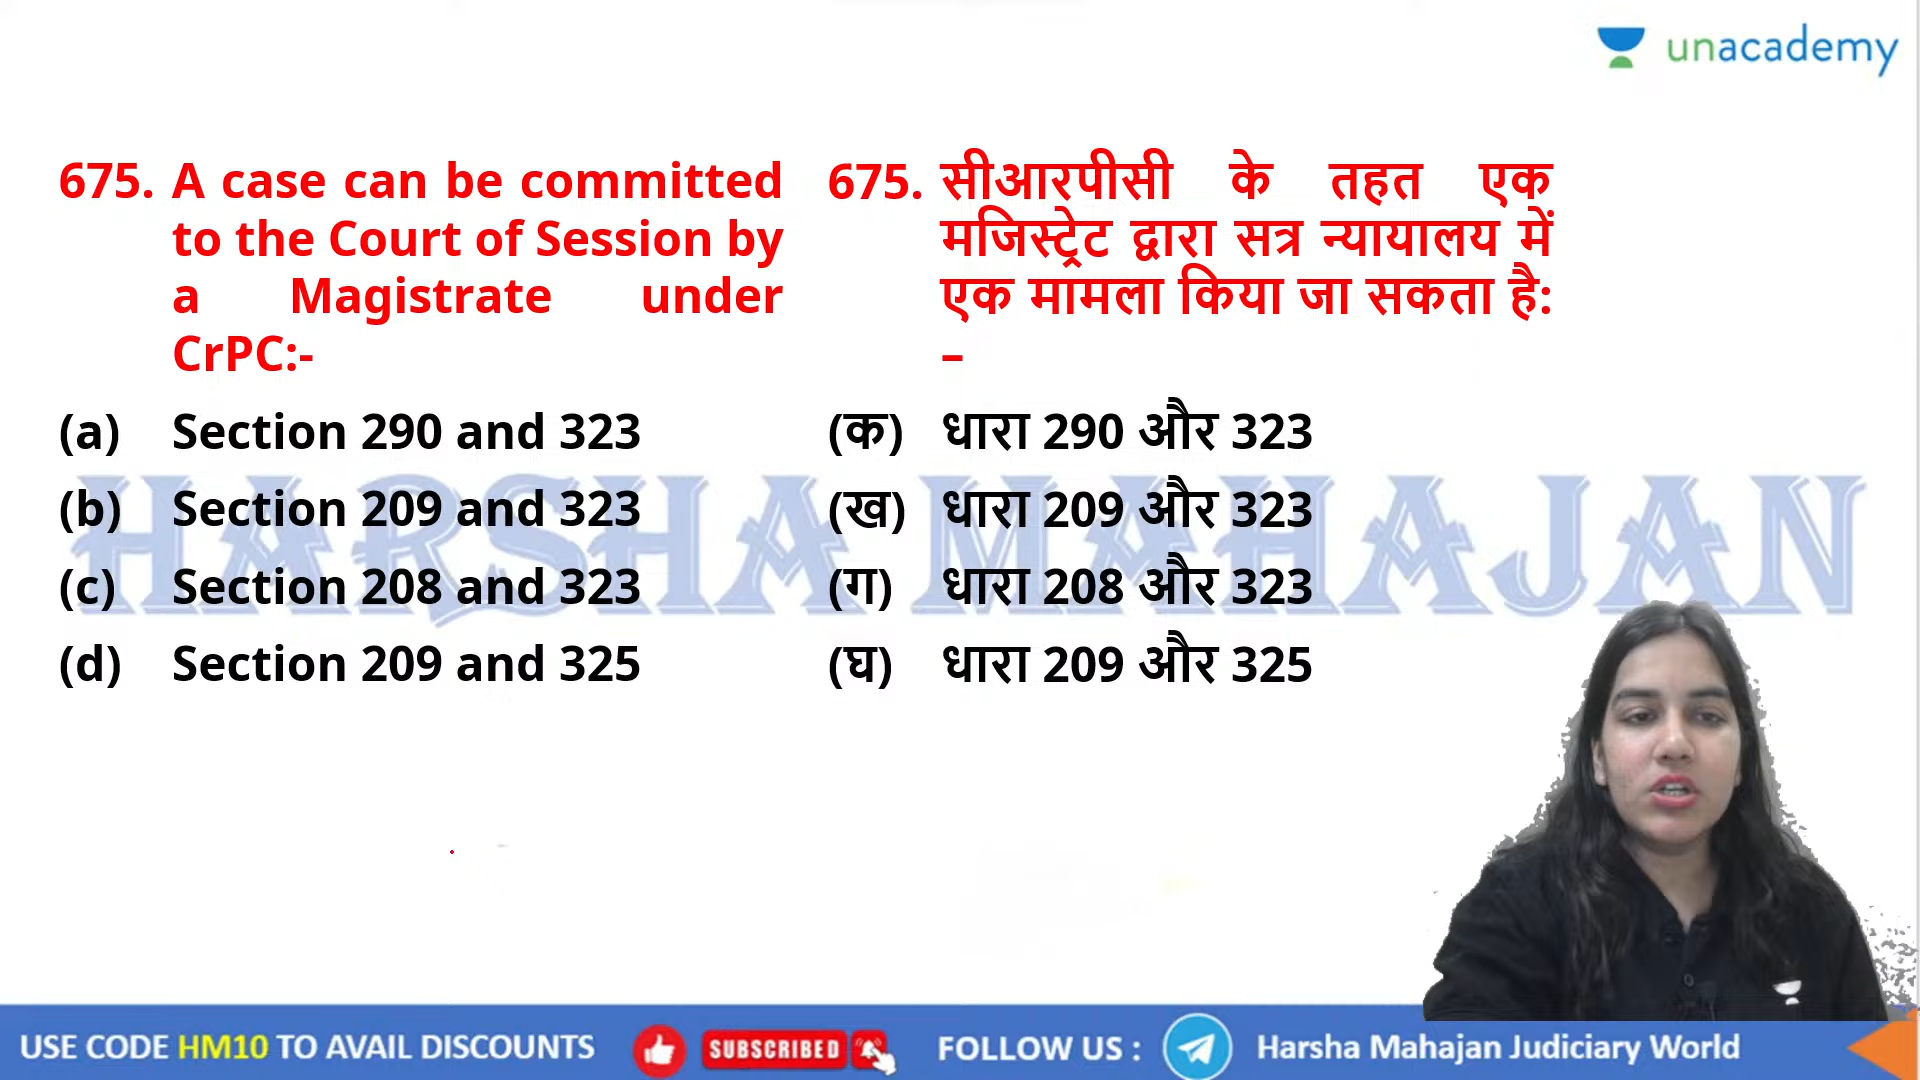 unacademy
675. A case can be committed
to the Court of Session by
a Magistrate under
CrPC:-
(a) Section 290 and 323
(b) Section 209 and 323
(c) Section 208 and 323
(d) Section 209 and 325
675. सीआरपीसी के तहत एक
मजिस्ट्रेट द्वारा सत्र न्यायालय में
एक मामला किया जा सकता है:
–
(क) धारा 290 और 323
(ख) धारा 209 और 323
(ग) धारा 208 और 323
(घ) धारा 209 और 325
HARSHA MAHAJAN
USE CODE HM10 TO AVAIL DISCOUNTS
SUBSCRIBED
FOLLOW US :
Harsha Mahajan Judiciary World